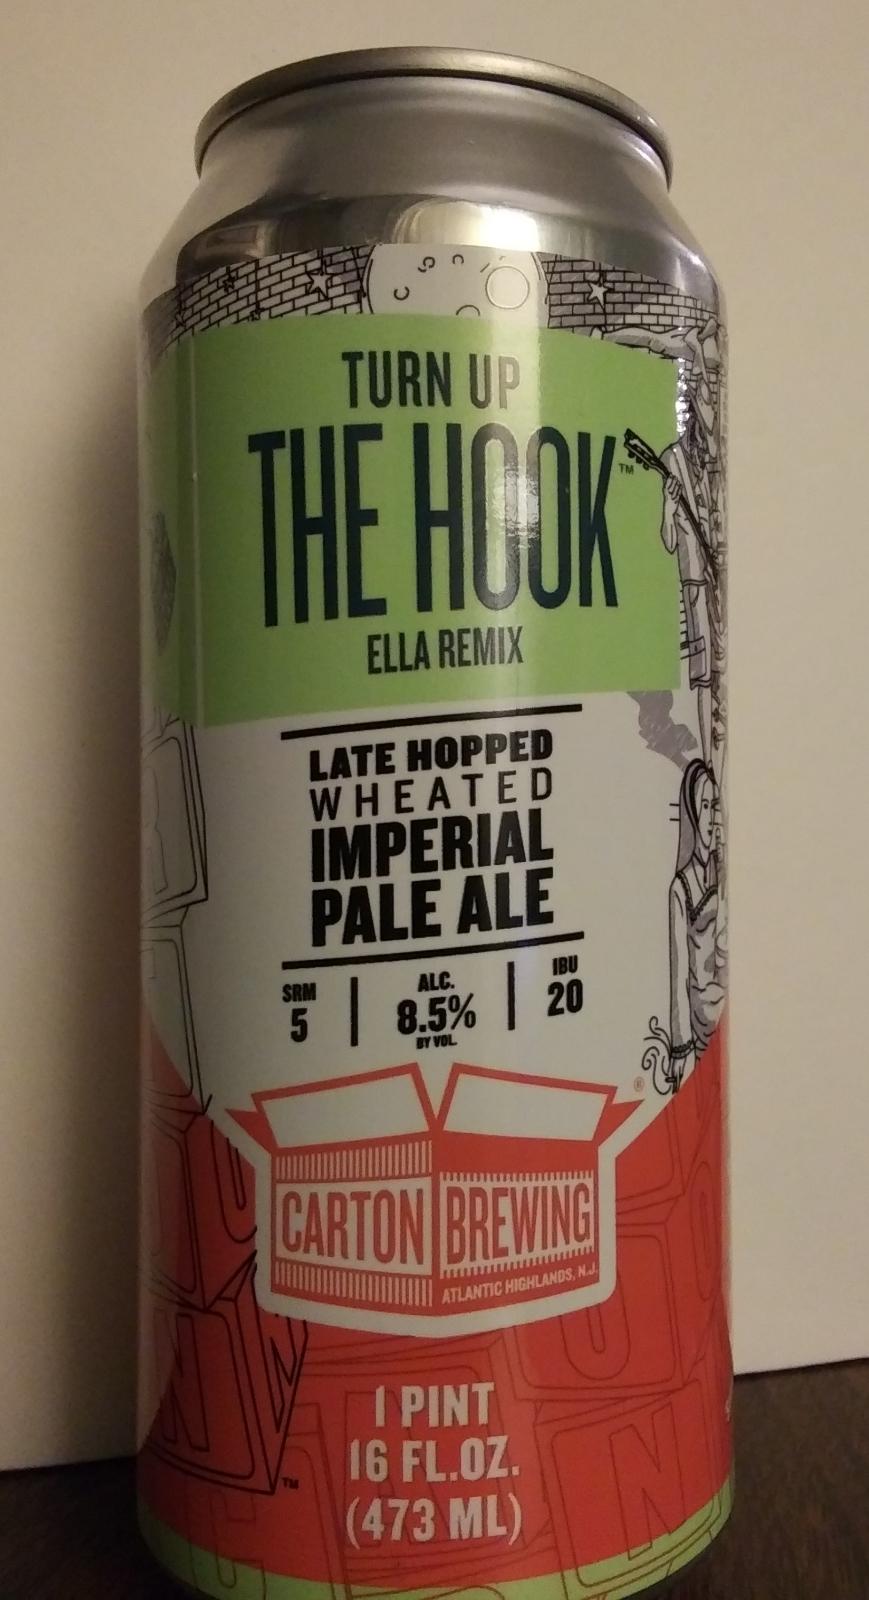 TURN UP
THE HOOK™
ELLA REMIX
LATE HOPPED
WHEATED
IMPERIAL
PALE ALE
SRM
5
ALC.
8.5%
BY VOL.
IBU
20
®
CARTON BREWING
ATLANTIC HIGHLANDS, N.J.
1 PINT
16 FL.OZ.
(473 ML)
™